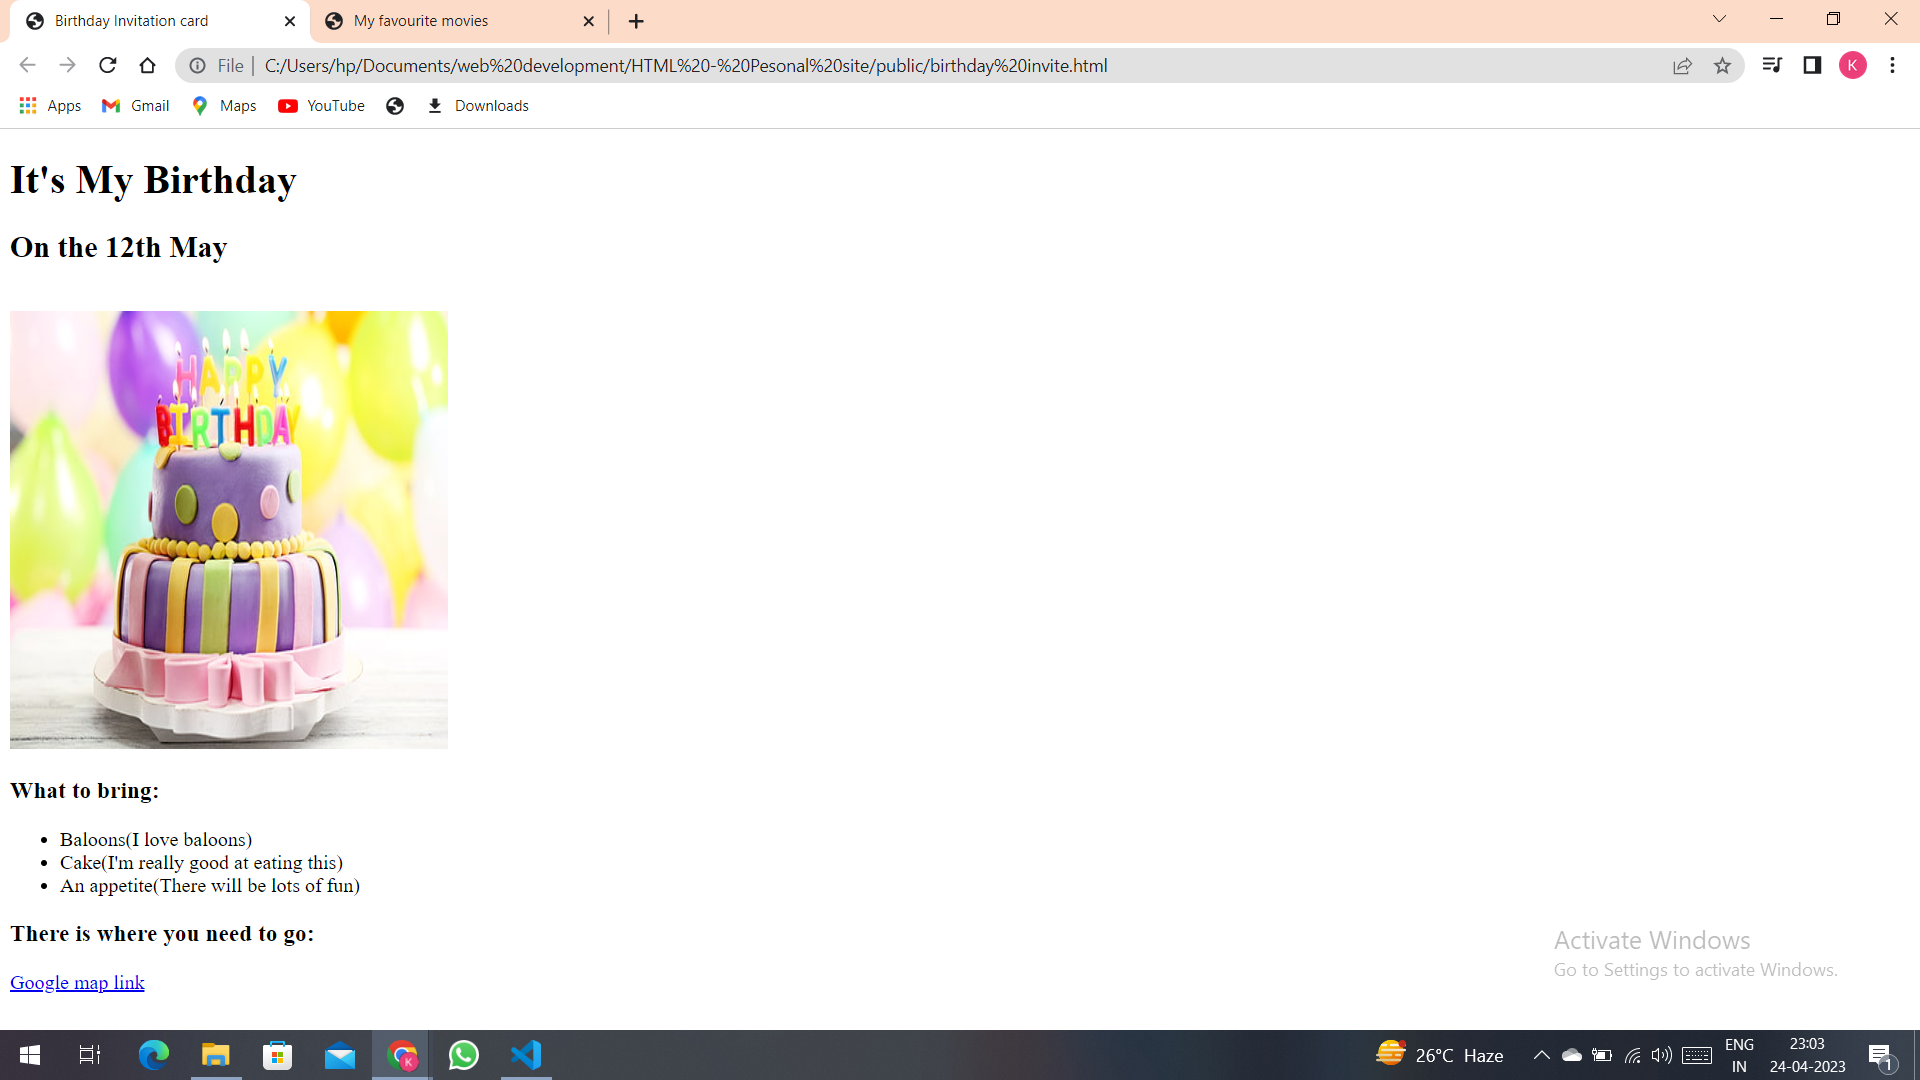 Birthday Invitation card
My favourite movies
File | C:/Users/hp/Documents/web%20development/HTML%20-%20Pesonal%20site/public/birthday%20invite.html
K
Apps Gmail Maps YouTube Downloads
It's My Birthday
On the 12th May
HAPPY
BIRTHDAY
What to bring:
Baloons(I love baloons)
Cake(I'm really good at eating this)
An appetite(There will be lots of fun)
There is where you need to go:
Google map link
Activate Windows
Go to Settings to activate Windows.
K
26°C Haze
ENG
IN
23:03
24-04-2023
1